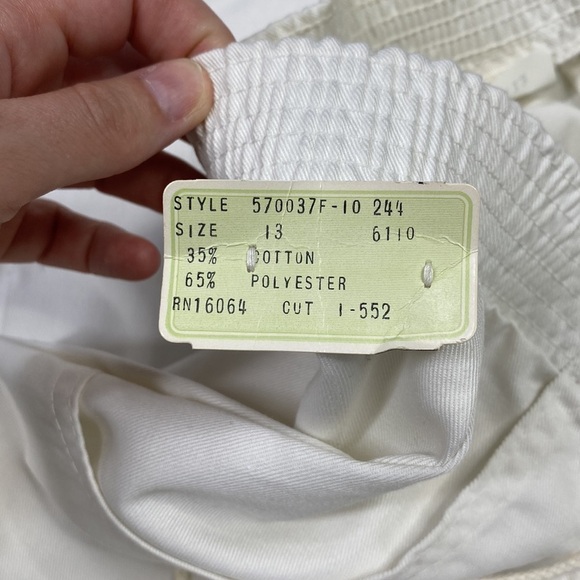 STYLE 570037F-10 244
SIZE 13 6110
35% COTTON
65% POLYESTER
RN16064 CUT 1-552